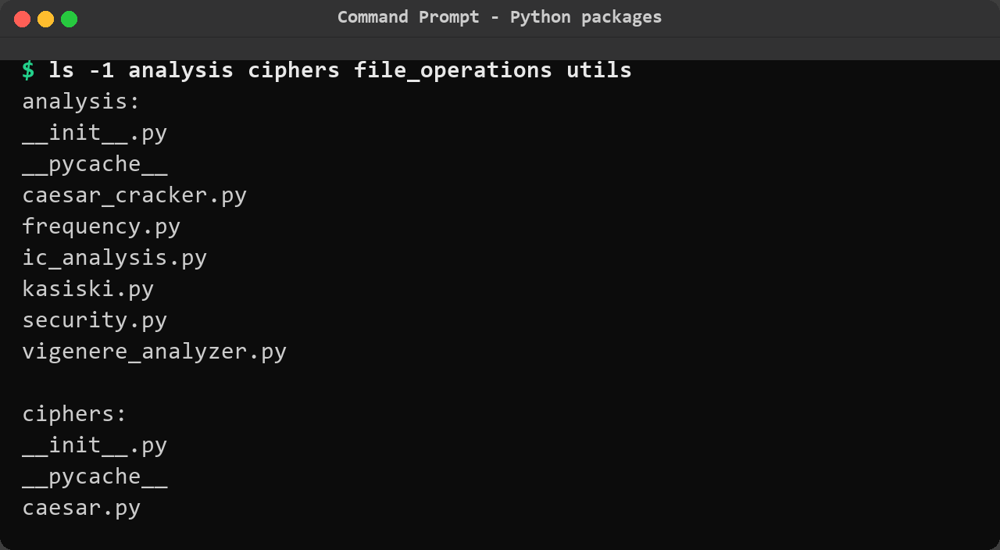 Command Prompt - Python packages
$ ls -1 analysis ciphers file_operations utils
analysis:
__init__.py
__pycache__
caesar_cracker.py
frequency.py
ic_analysis.py
kasiski.py
security.py
vigenere_analyzer.py
ciphers:
__init__.py
__pycache__
caesar.py